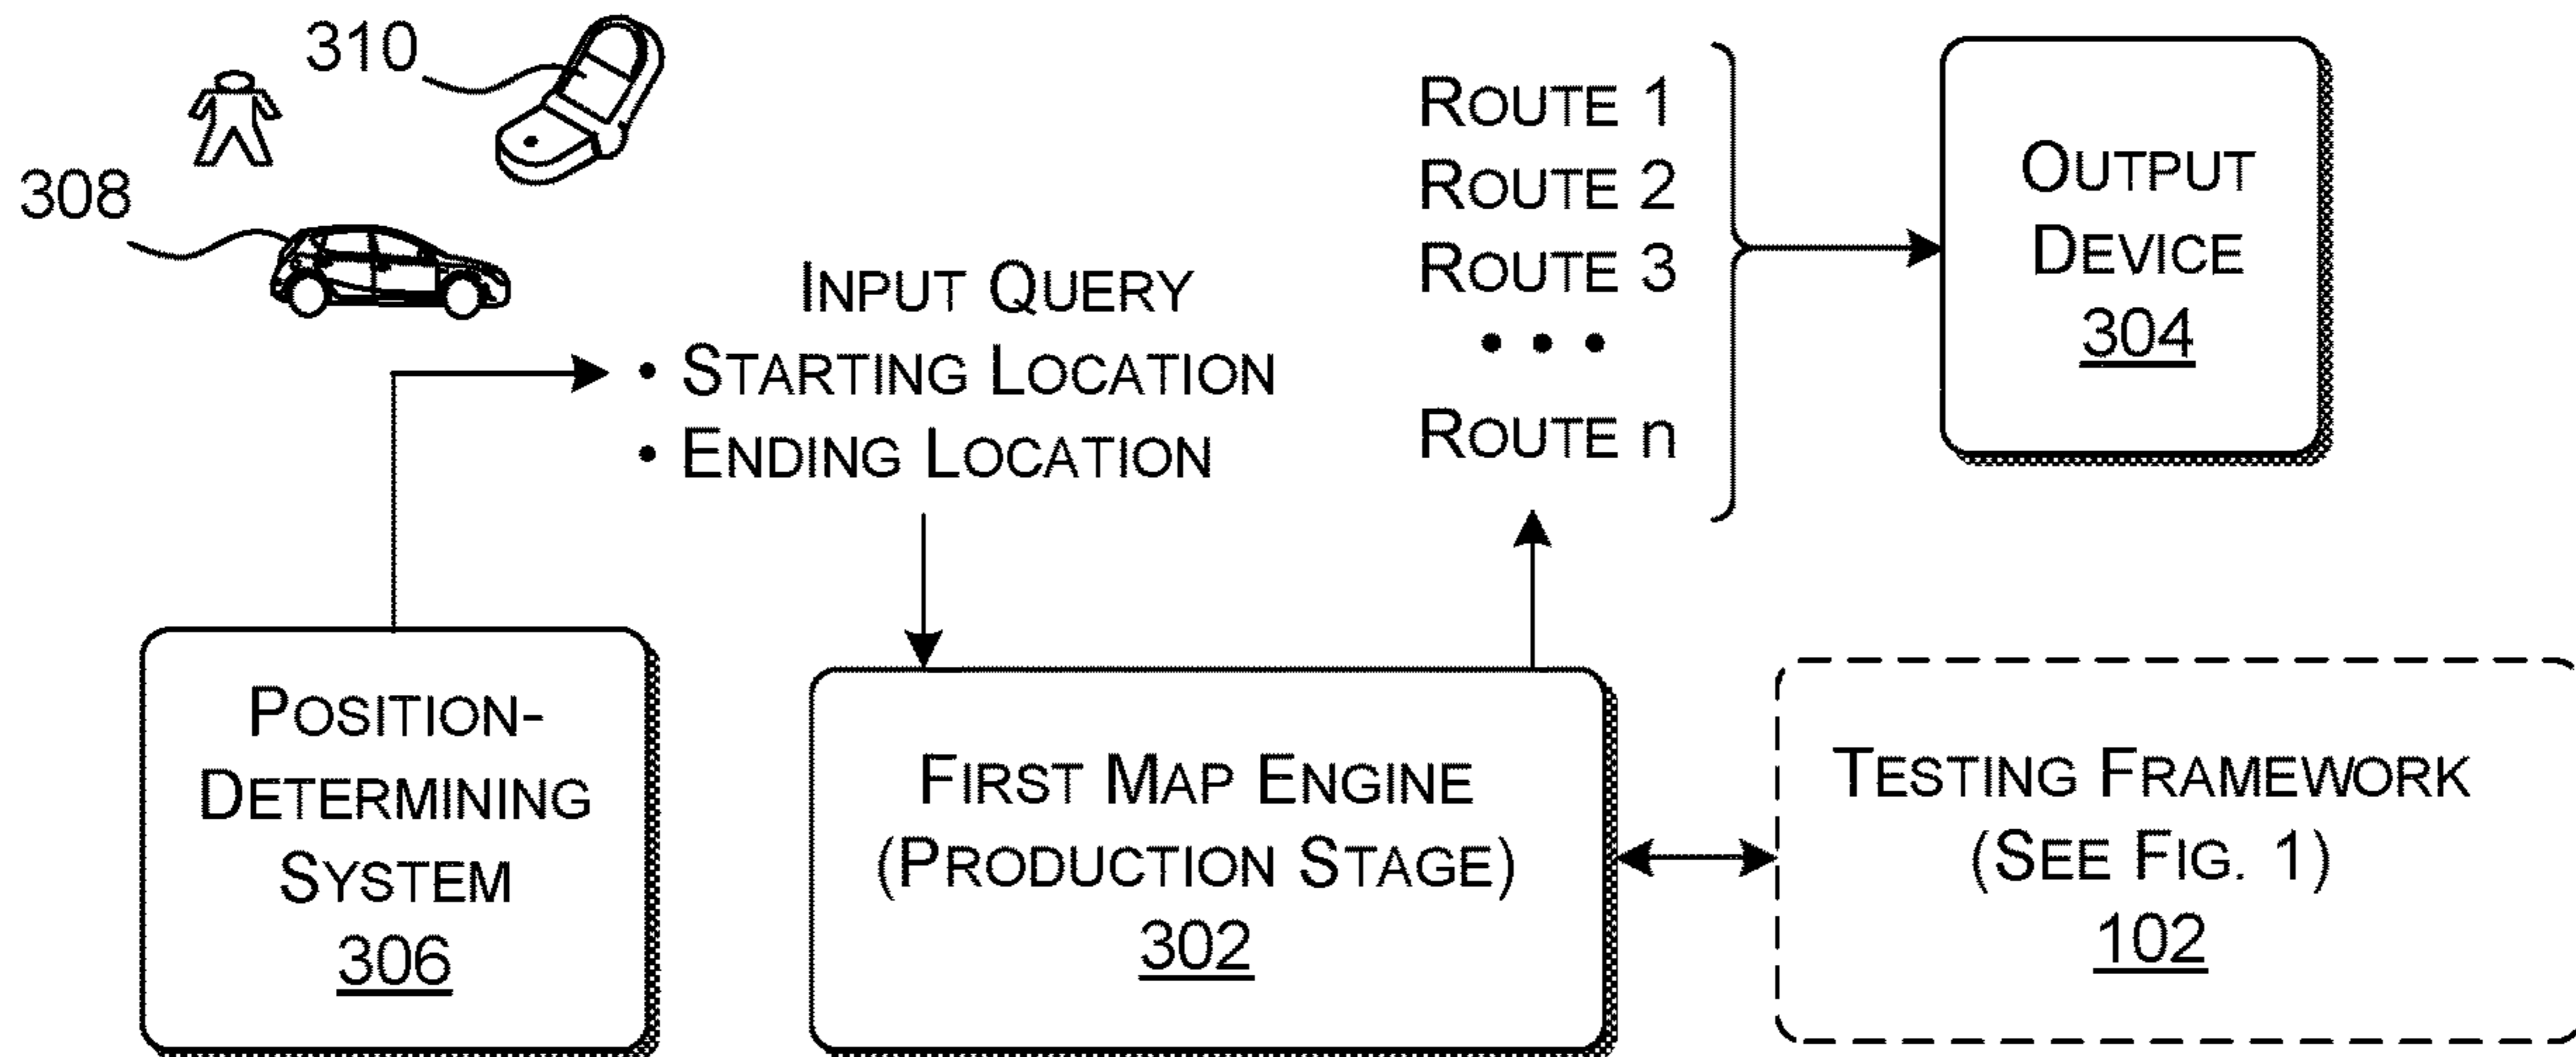 310
308
INPUT QUERY
• STARTING LOCATION
• ENDING LOCATION
ROUTE 1
ROUTE 2
ROUTE 3
• • •
ROUTE n
OUTPUT
DEVICE
304
POSITION-
DETERMINING
SYSTEM
306
FIRST MAP ENGINE
(PRODUCTION STAGE)
302
TESTING FRAMEWORK
(SEE FIG. 1)
102